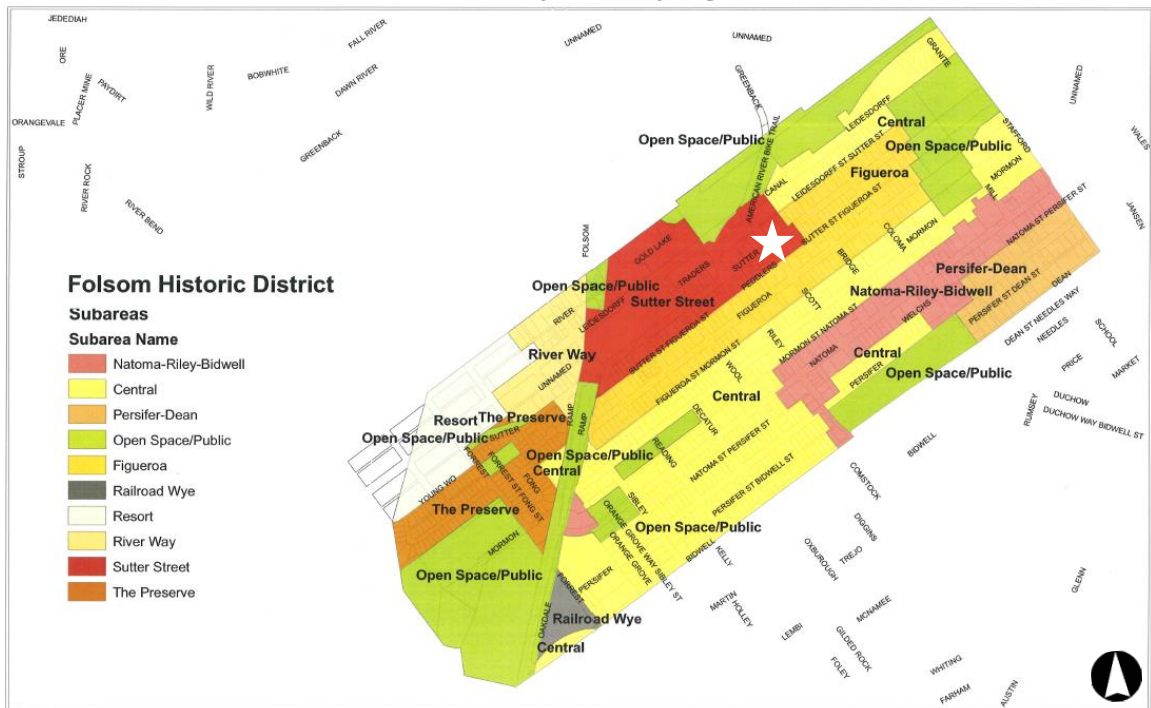 JEDEDIAH
ORE
FALL RIVER
UNNAMED
UNNAMED
GRANITE
PLACER MINE
PAYDIRT
WILD RIVER
BOBWHITE
DAWN RIVER
GREENBACK
UNNAMED
ORANGEVALE
STROUP
GREENBACK
LEIDESDORFF
Central
STAFFORD
WALES
Open Space/Public
AMERICAN RIVER BIKE TRAIL
LEIDESDORFF ST SUTTER ST
Open Space/Public
RIVER ROCK
CANAL
Figueroa
MORMON
MILL
RIVER BEND
FOLSOM
GOLD LAKE
SUTTER ST FIGUEROA ST
COLOMA
MORMON
NATOMA ST PERSIFER ST
JANSEN
TRADERS
SUTTER
PEDDLERS
BRIDGE
Persifer-Dean
Folsom Historic District
Subareas
Subarea Name
Natoma-Riley-Bidwell
Central
Persifer-Dean
Open Space/Public
Figueroa
Railroad Wye
Resort
River Way
Sutter Street
The Preserve
Open Space/Public
Sutter Street
LEIDESDORFF
RIVER
FIGUEROA
SCOTT
Natoma-Riley-Bidwell
PERSIFER ST DEAN ST
DEAN
WELCHS
MORMON ST NATOMA ST
DEAN ST NEEDLES WAY
NEEDLES
SCHOOL
SUTTER ST FIGUEROA ST
RILEY
NATOMA
Central
River Way
UNNAMED
FIGUEROA ST MORMON ST
WOOL
PERSIFER
Open Space/Public
PRICE
MARKET
Central
RUMSEY
DUCHOW
DUCHOW WAY BIDWELL ST
Resort
The Preserve
RAMP
RAMP
DECATUR
Open Space/Public
SUTTER
READING
NATOMA ST PERSIFER ST
BIDWELL
Open Space/Public
Central
FORREST
FORREST ST FONG ST
FONG
PERSIFER ST BIDWELL ST
COMSTOCK
YOUNG WO
The Preserve
SIBLEY
ORANGE GROVE WAY SIBLEY ST
Open Space/Public
DIGGINS
MORMON
ORANGE GROVE
BIDWELL
KELLY
OXBUROUGH
TREJO
Open Space/Public
FORREST
PERSIFER
GLENN
OAKDALE
Railroad Wye
MARTIN
HOLLEY
MCNAMEE
LEMBI
GILDED ROCK
Central
FOLEY
WHITING
FARHAM
AUSTIN